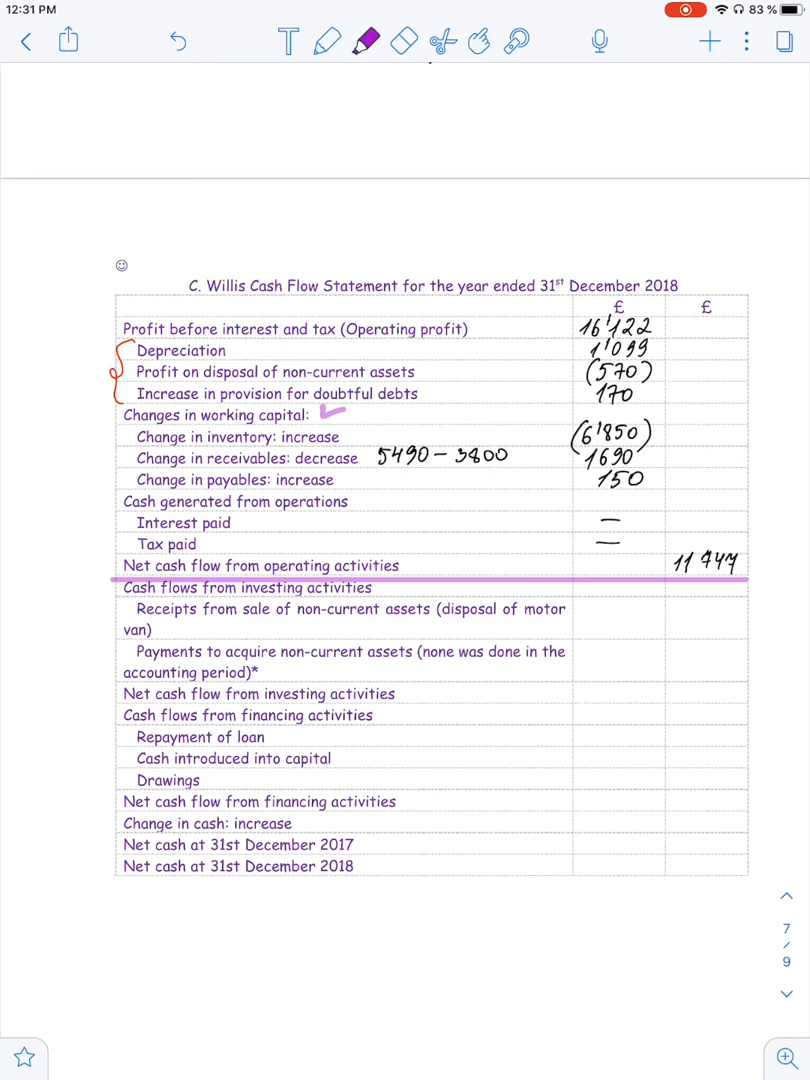 12:31 PM
83 %
T
☺
C. Willis Cash Flow Statement for the year ended 31st December 2018
£ £
Profit before interest and tax (Operating profit) 16'122
Depreciation 1'099
Profit on disposal of non-current assets (570)
Increase in provision for doubtful debts 170
Changes in working capital:
Change in inventory: increase (6'850)
Change in receivables: decrease 5490 – 3800 1690
Change in payables: increase 150
Cash generated from operations
Interest paid –
Tax paid –
Net cash flow from operating activities 11 747
Cash flows from investing activities
Receipts from sale of non-current assets (disposal of motor
van)
Payments to acquire non-current assets (none was done in the
accounting period)*
Net cash flow from investing activities
Cash flows from financing activities
Repayment of loan
Cash introduced into capital
Drawings
Net cash flow from financing activities
Change in cash: increase
Net cash at 31st December 2017
Net cash at 31st December 2018
7
/
9